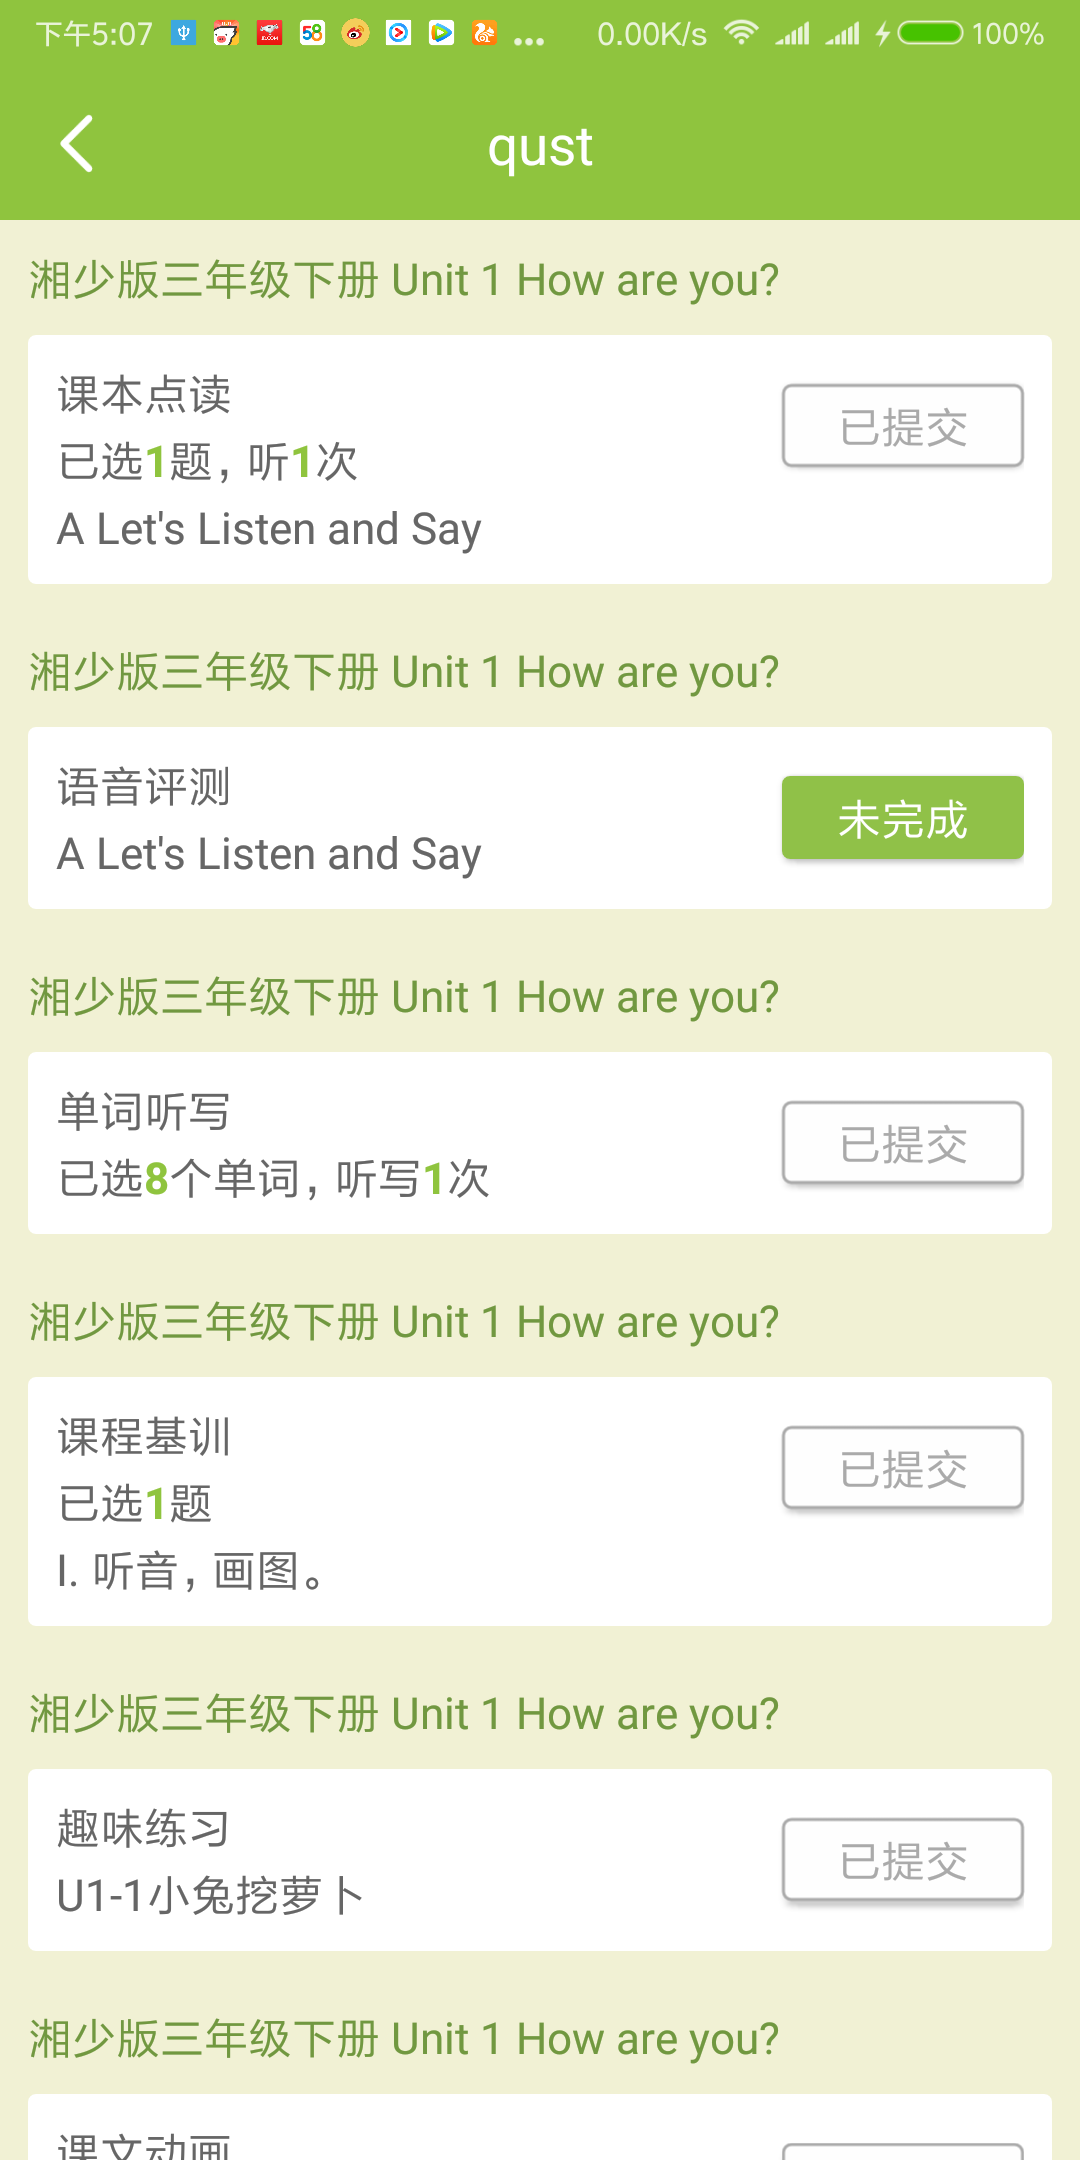 下午5:07 58 ... 0.00K/s 100%
qust
湘少版三年级下册 Unit 1 How are you?
课本点读
已选1题, 听1次
已提交
A Let's Listen and Say
湘少版三年级下册 Unit 1 How are you?
语音评测
未完成
A Let's Listen and Say
湘少版三年级下册 Unit 1 How are you?
单词听写
已提交
已选8个单词, 听写1次
湘少版三年级下册 Unit 1 How are you?
课程基训
已提交
已选1题
I. 听音, 画图。
湘少版三年级下册 Unit 1 How are you?
趣味练习
已提交
U1-1小兔挖萝卜
湘少版三年级下册 Unit 1 How are you?
课文动画